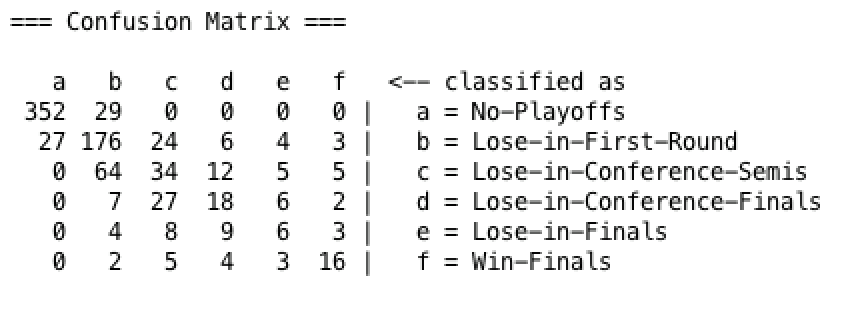 === Confusion Matrix ===
a b c d e f <-- classified as
352 29 0 0 0 0 | a = No-Playoffs
27 176 24 6 4 3 | b = Lose-in-First-Round
0 64 34 12 5 5 | c = Lose-in-Conference-Semis
0 7 27 18 6 2 | d = Lose-in-Conference-Finals
0 4 8 9 6 3 | e = Lose-in-Finals
0 2 5 4 3 16 | f = Win-Finals